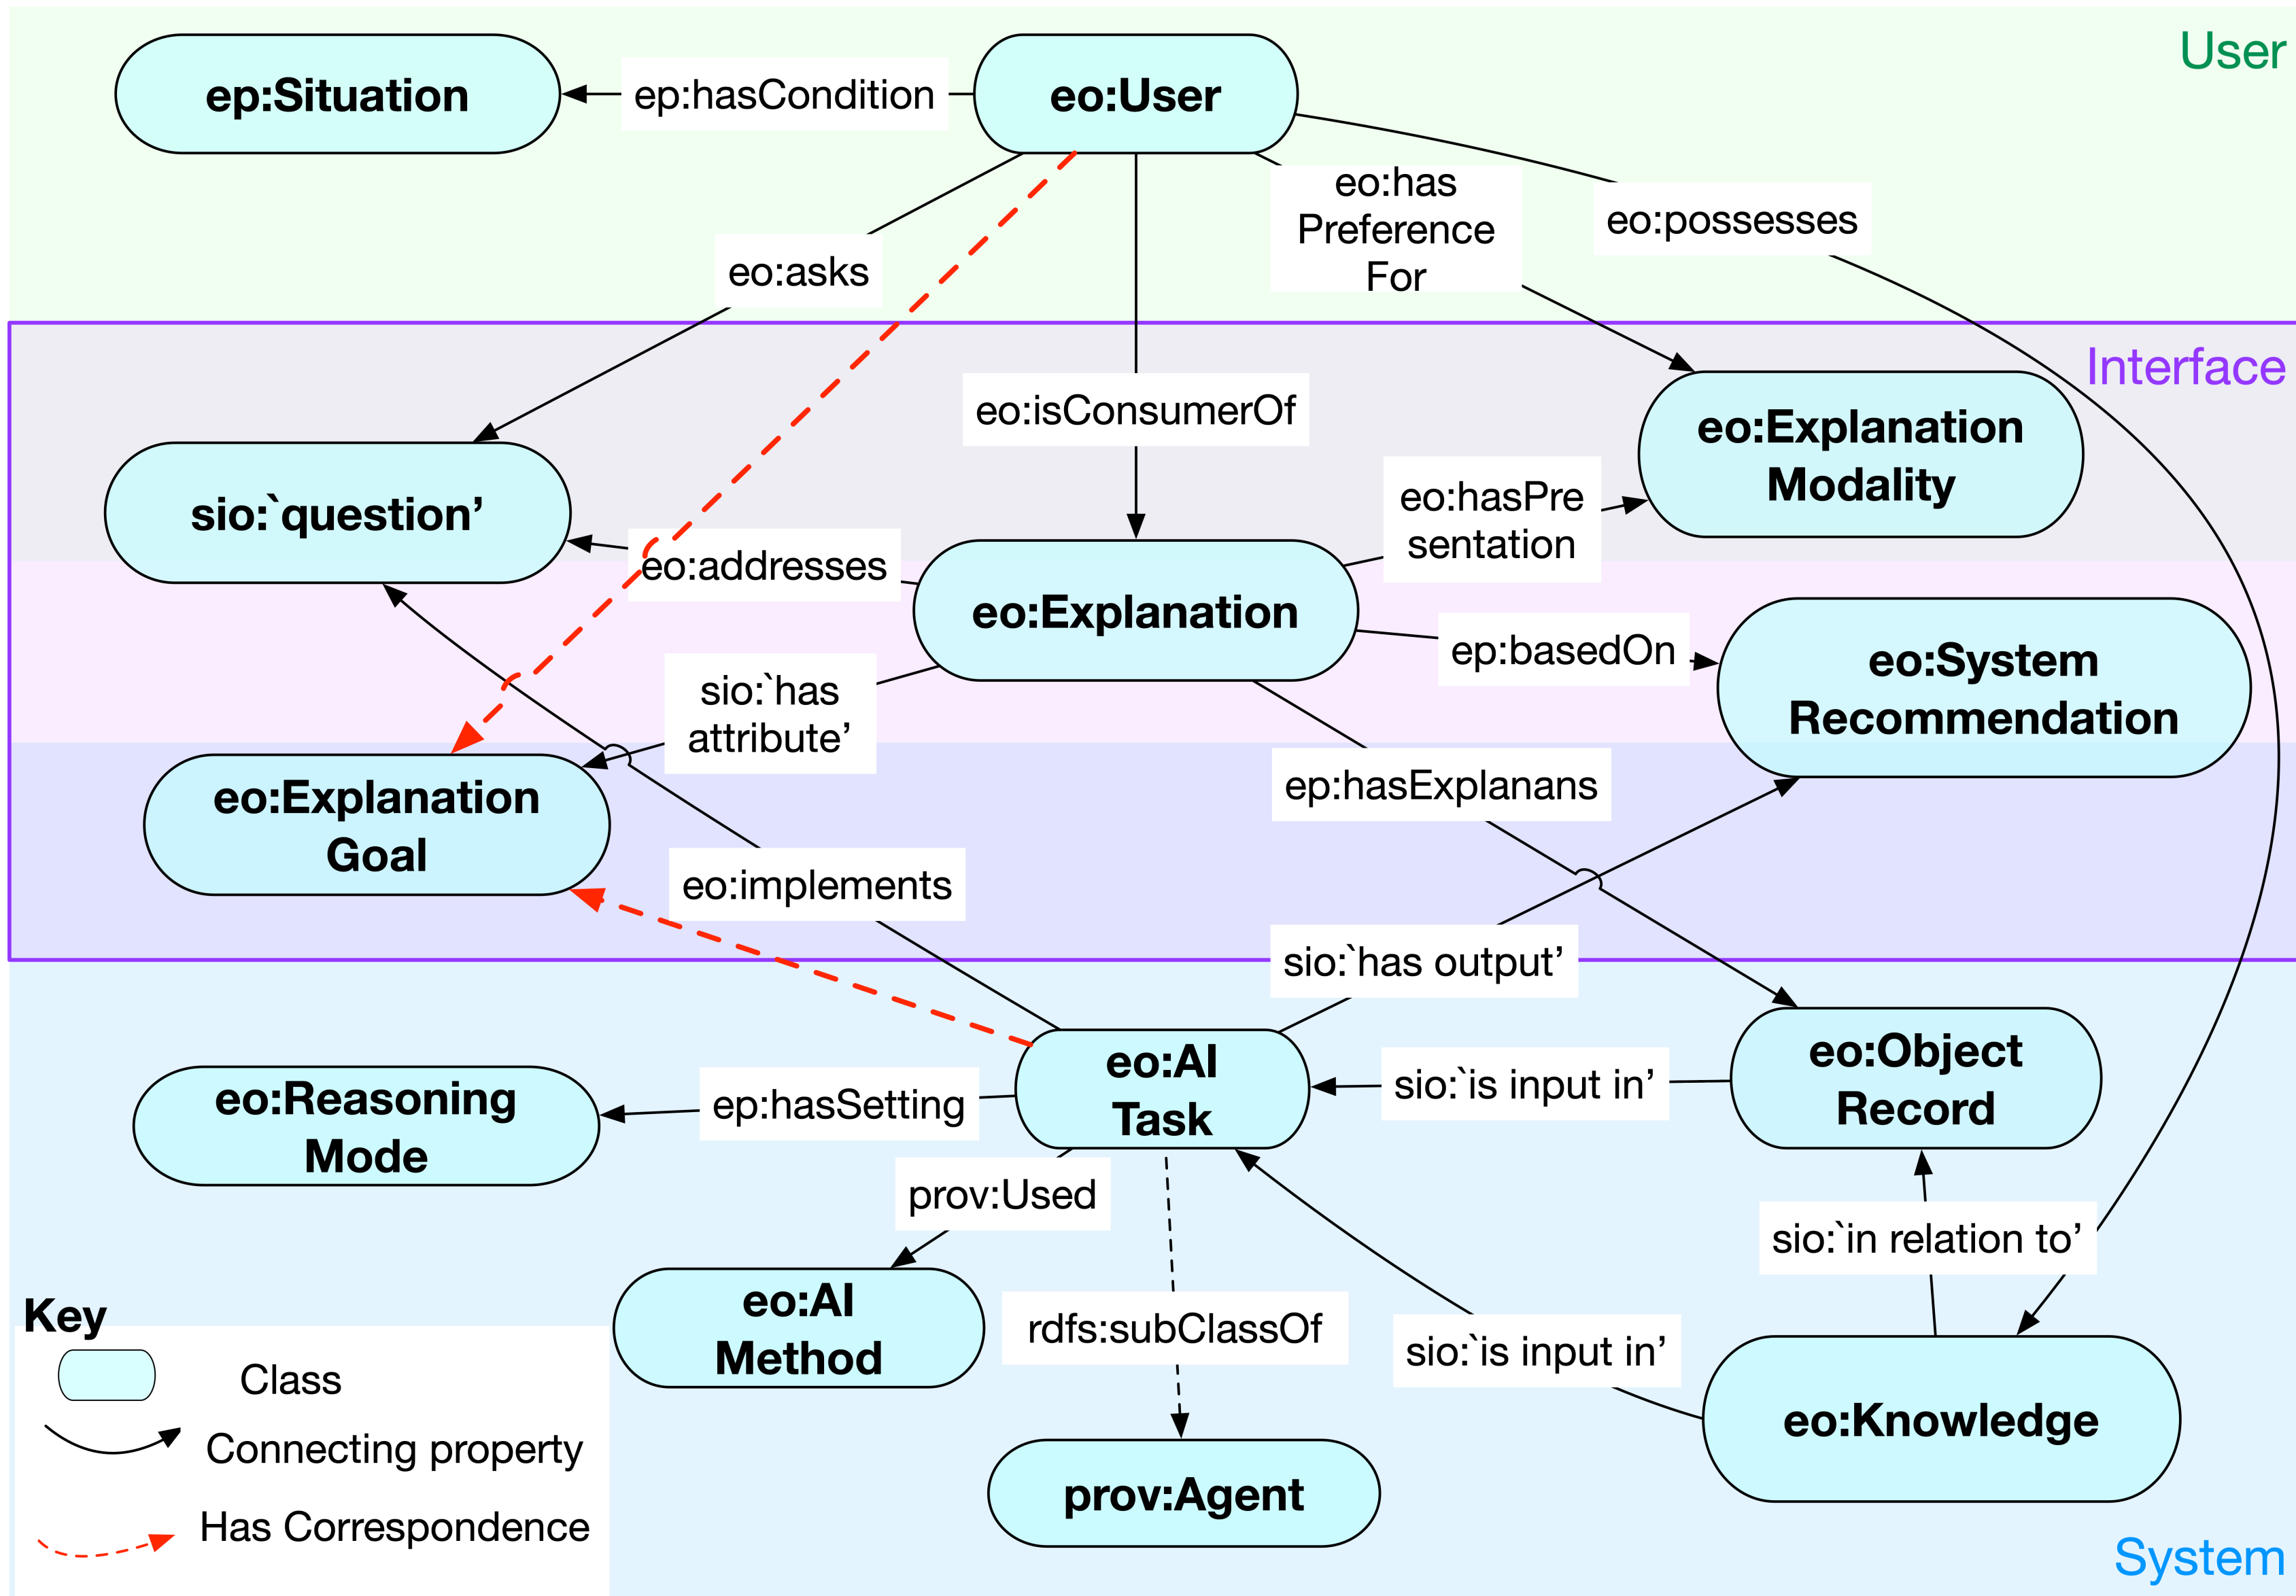 User
ep:Situation
ep:hasCondition
eo:User
eo:has
Preference
For
eo:possesses
eo:asks
Interface
eo:isConsumerOf
eo:Explanation
Modality
sio:`question’
eo:hasPre
sentation
eo:addresses
eo:Explanation
ep:basedOn
eo:System
Recommendation
sio:`has
attribute’
eo:Explanation
Goal
ep:hasExplanans
eo:implements
sio:`has output’
eo:AI
Task
eo:Object
Record
sio:`is input in’
eo:Reasoning
Mode
ep:hasSetting
prov:Used
sio:`in relation to’
eo:AI
Method
rdfs:subClassOf
sio:`is input in’
eo:Knowledge
prov:Agent
Key
Class
Connecting property
Has Correspondence
System